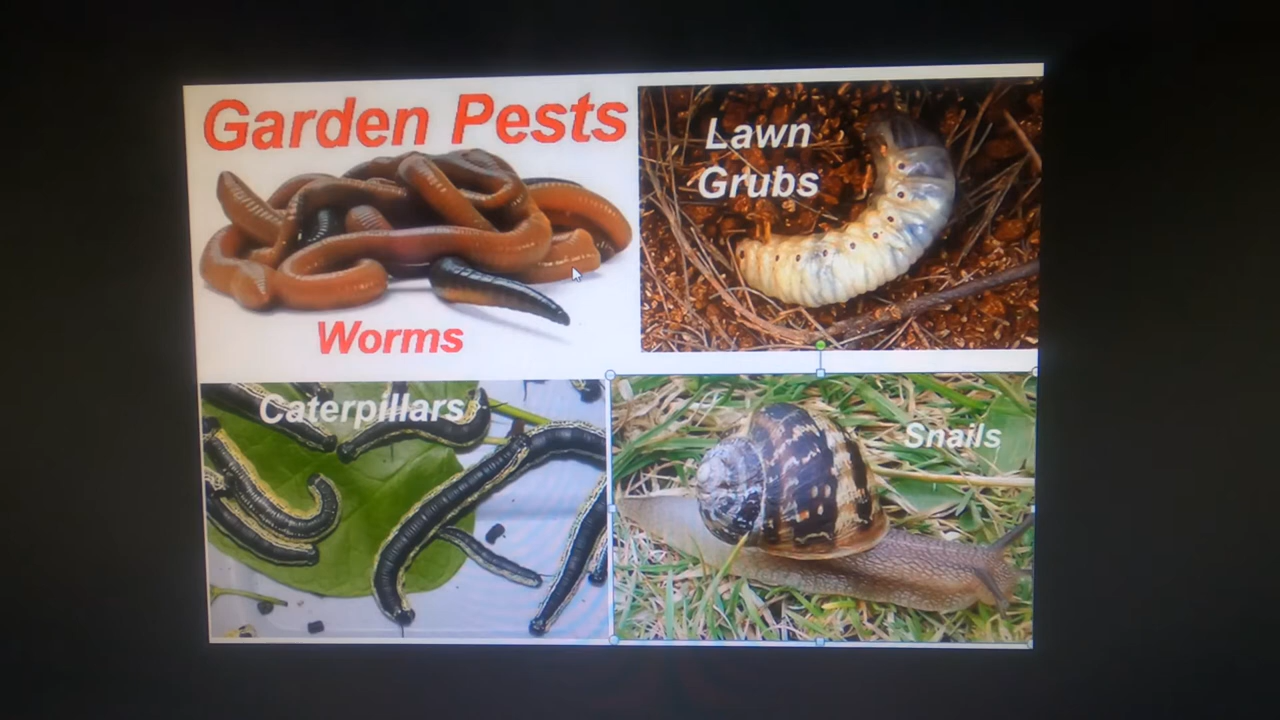 Garden Pests
Worms
Lawn
Grubs
Caterpillars
Snails